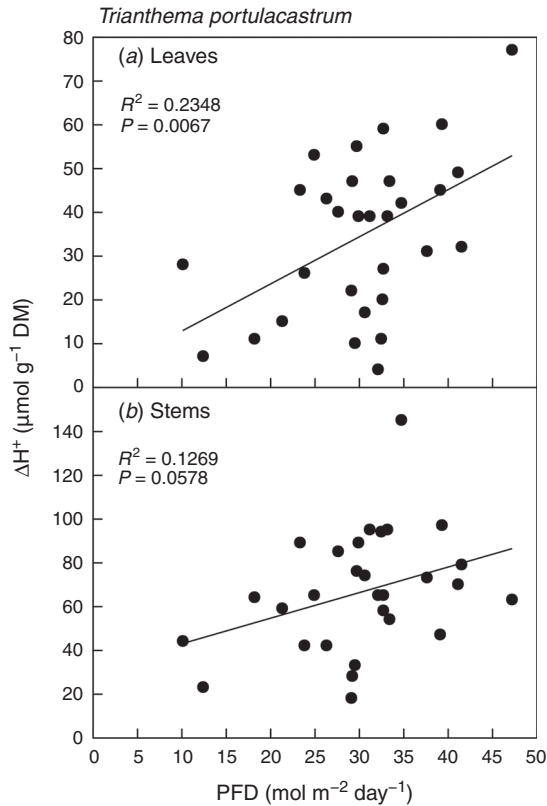 Trianthema portulacastrum
(a) Leaves
R² = 0.2348
P = 0.0067
80
70
60
50
40
30
20
10
0
(b) Stems
R² = 0.1269
P = 0.0578
140
120
100
80
60
40
20
0
ΔH⁺ (µmol g⁻¹ DM)
0 5 10 15 20 25 30 35 40 45 50
PFD (mol m⁻² day⁻¹)